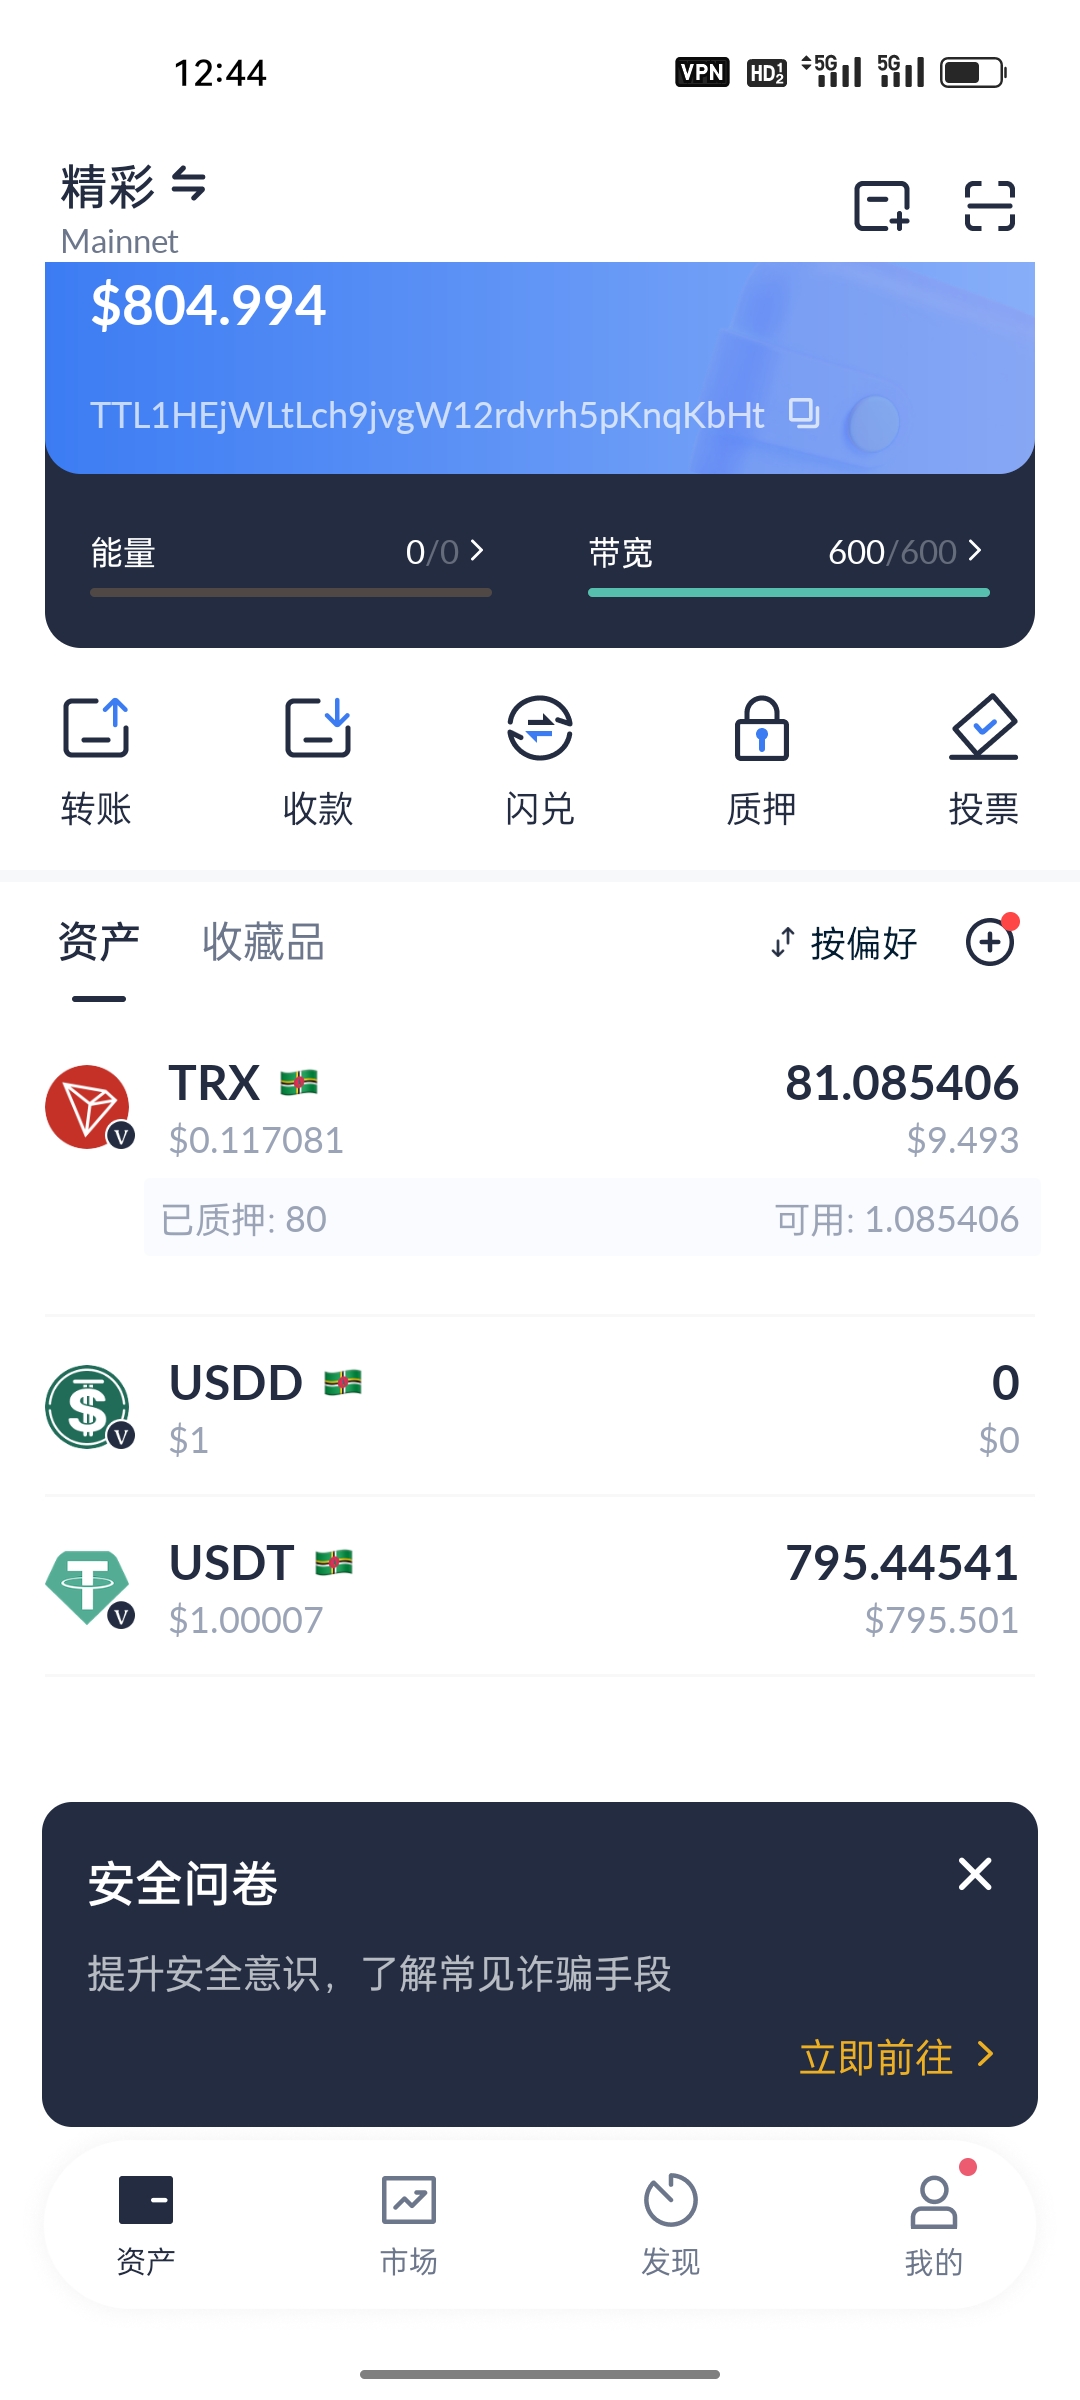 12:44
VPN HD 1 2 5G 5G
精彩
Mainnet
$804.994
TTL1HEjWLtLch9jvgW12rdvrh5pKnqKbHt
能量 0/0 带宽 600/600
转账 收款 闪兑 质押 投票
资产 收藏品 按偏好
TRX 81.085406
$0.117081 $9.493
已质押: 80 可用: 1.085406
USDD 0
$1 $0
USDT 795.44541
$1.00007 $795.501
安全问卷
提升安全意识，了解常见诈骗手段
立即前往
资产 市场 发现 我的